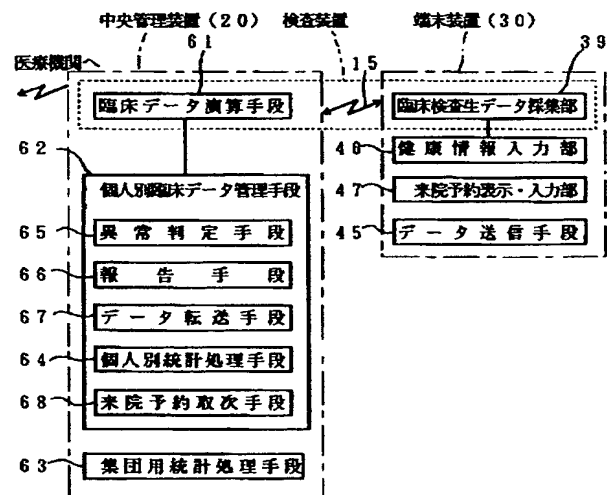 中央管理装置(20) 検査装置 端末装置(30)
61 39
医療機関へ 15
臨床データ演算手段 臨床検査生データ採集部
62 46 健康情報入力部
個人別臨床データ管理手段 47 来院予約表示・入力部
65 異常判定手段 45 データ送信手段
66 報告手段
67 データ転送手段
64 個人別統計処理手段
68 来院予約取次手段
63 集団用統計処理手段